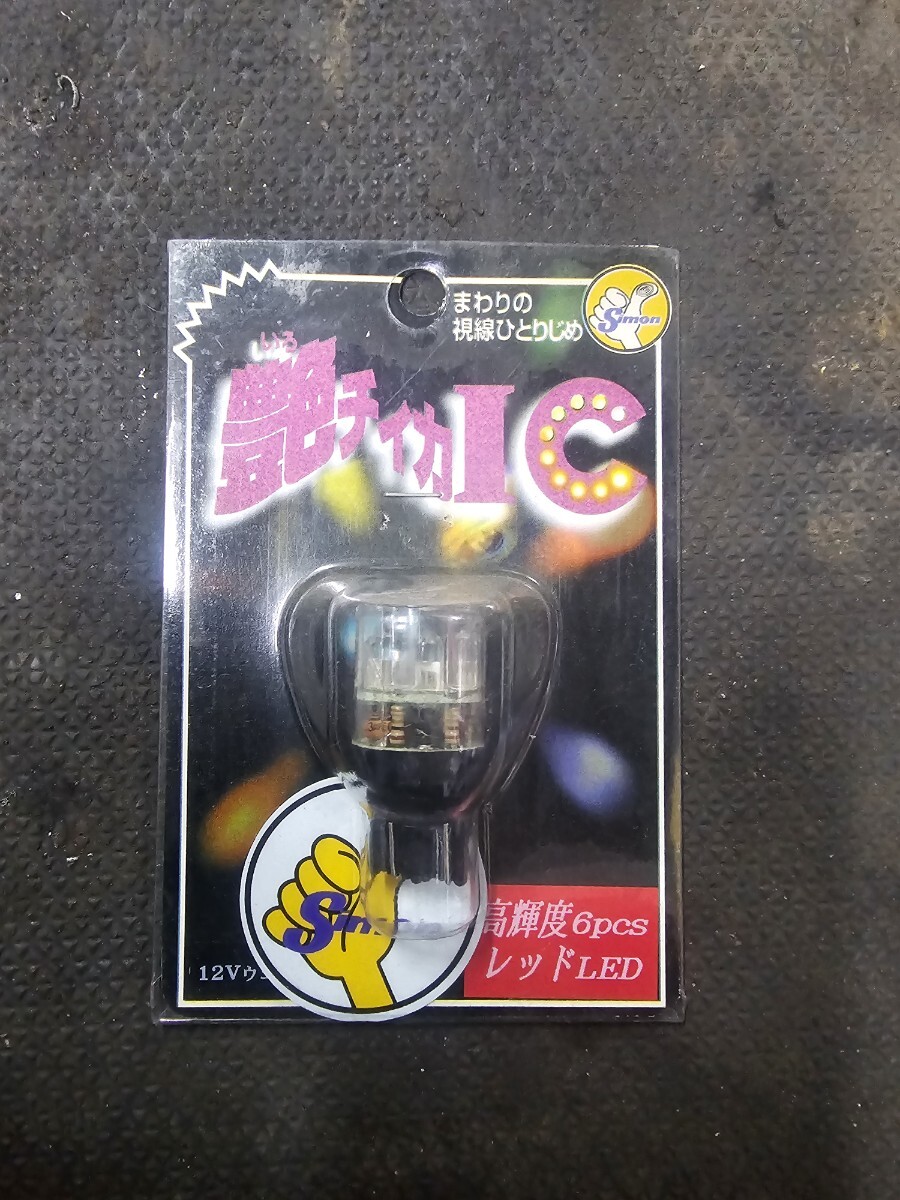 まわりの
視線ひとりじめ
Simon
いろ
艶チイカIC
Simon
高輝度6pcs
レッドLED
12Vウ